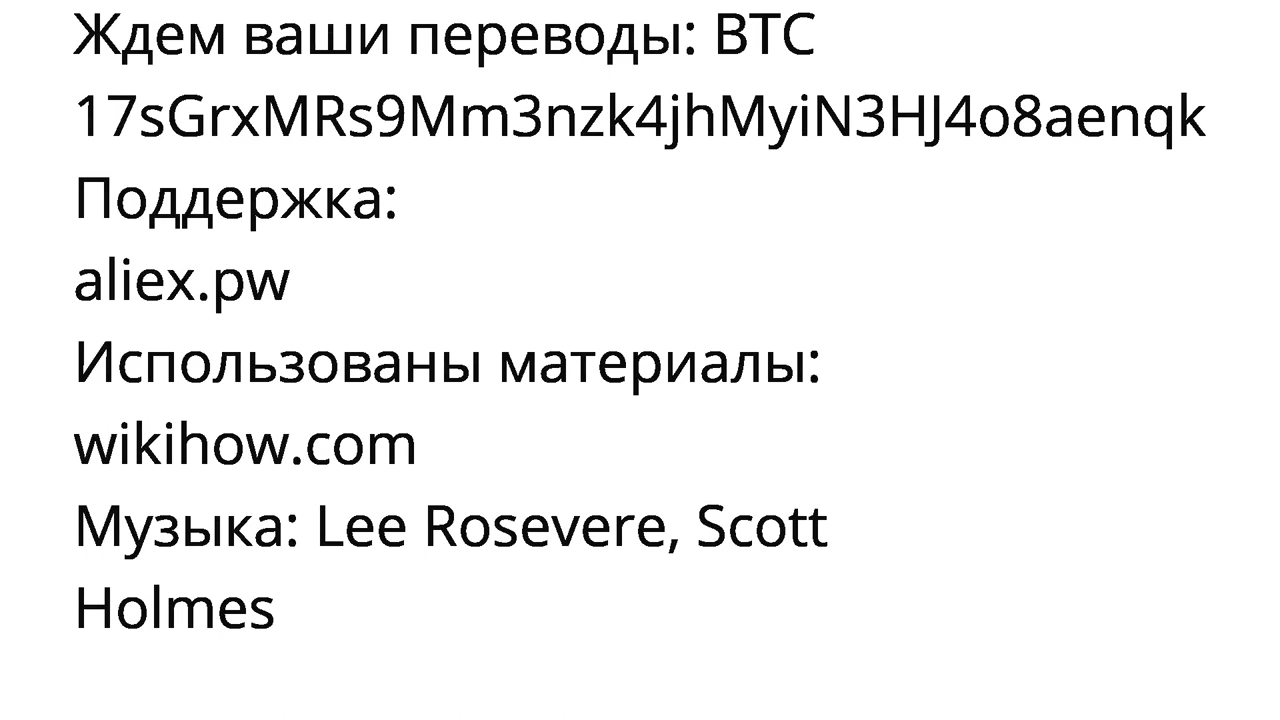 Ждем ваши переводы: BTC
17sGrxMRs9Mm3nzk4jhMyiN3HJ4o8aenqk
Поддержка:
aliex.pw
Использованы материалы:
wikihow.com
Музыка: Lee Rosevere, Scott
Holmes